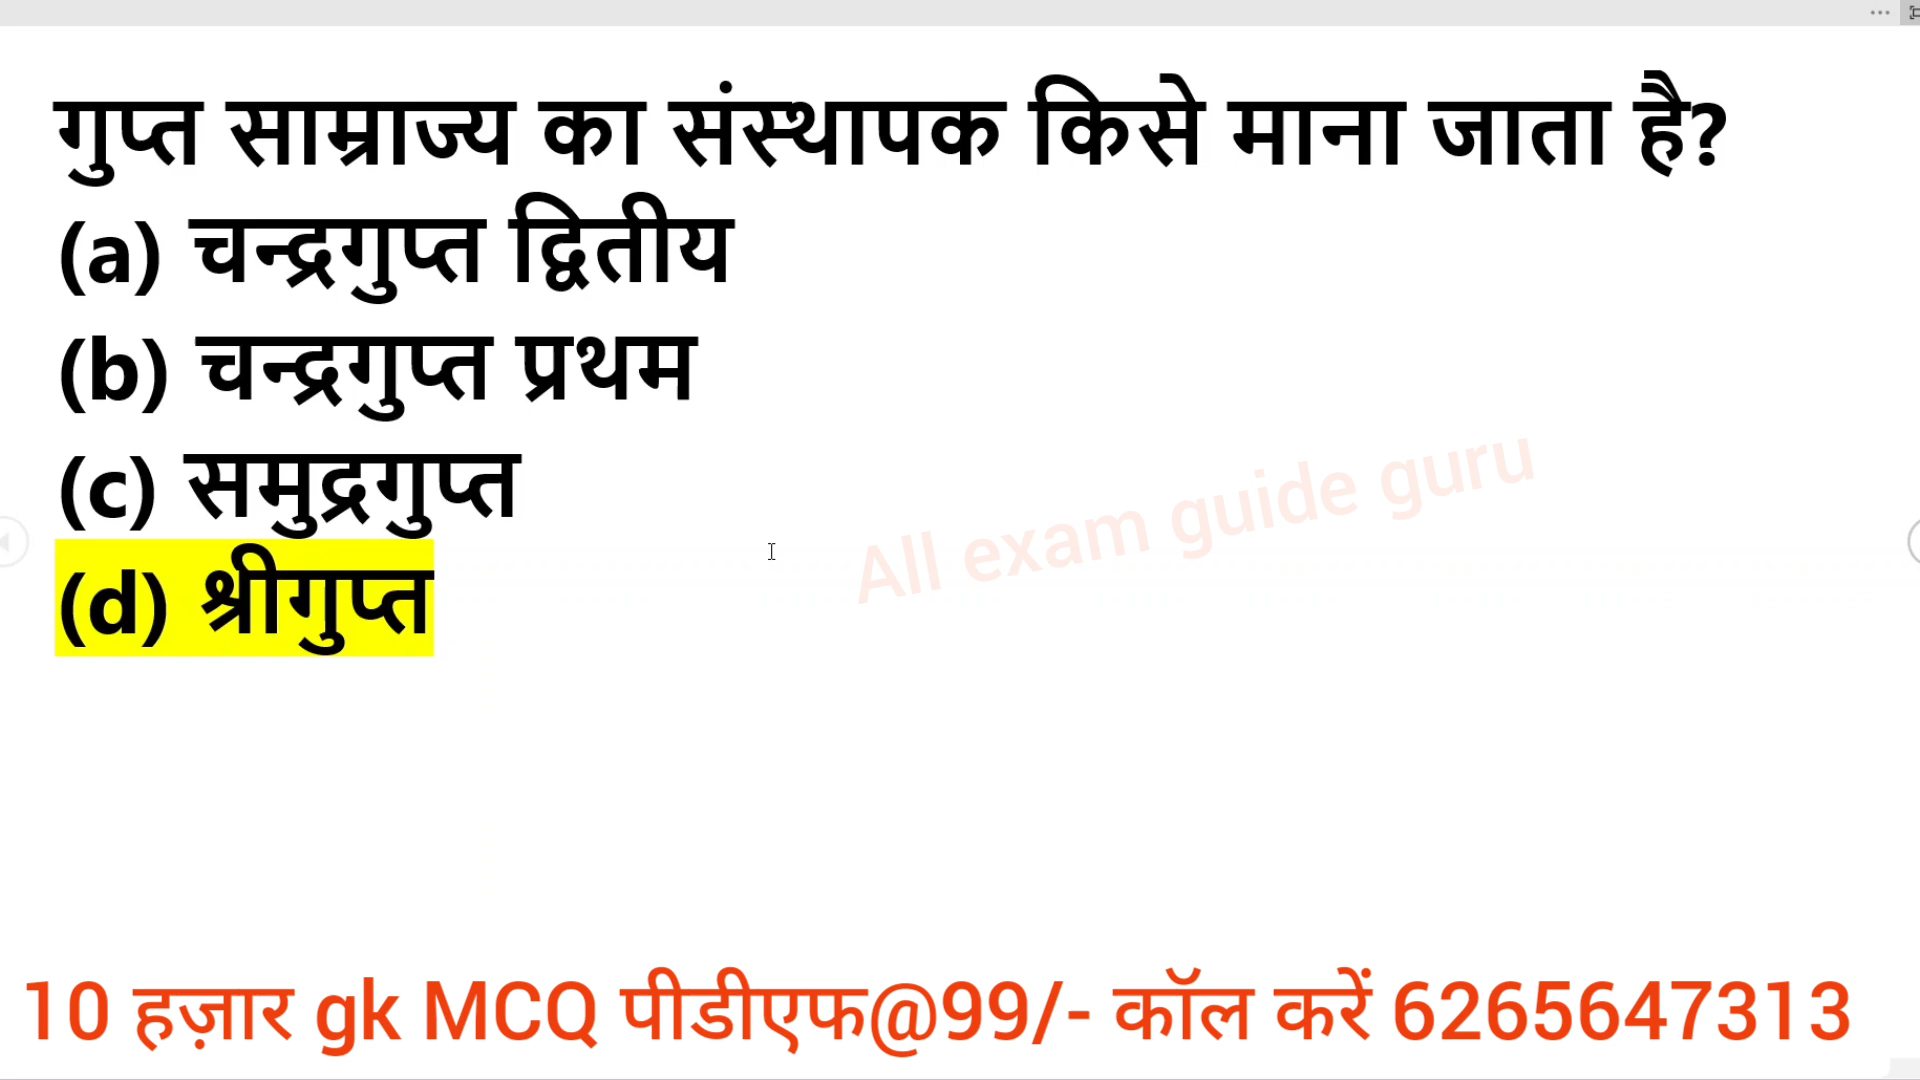 गुप्त साम्राज्य का संस्थापक किसे माना जाता है?
(a) चन्द्रगुप्त द्वितीय
(b) चन्द्रगुप्त प्रथम
(c) समुद्रगुप्त
All exam guide guru
(d) श्रीगुप्त
10 हज़ार gk MCQ पीडीएफ@99/- कॉल करें 6265647313